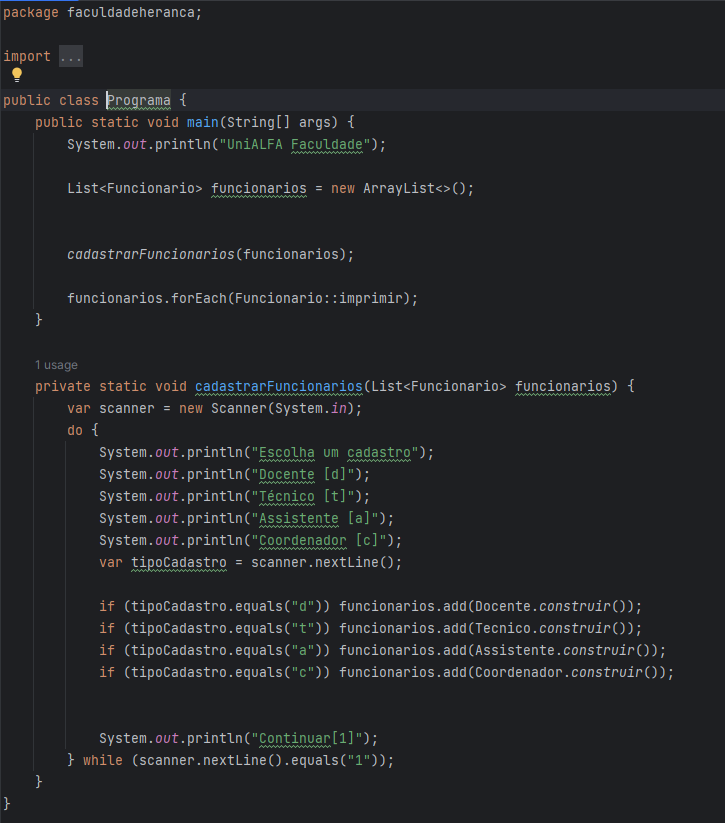 package faculdadeheranca;
import ...
public class Programa {
public static void main(String[] args) {
System.out.println("UniALFA Faculdade");
List<Funcionario> funcionarios = new ArrayList<>();
cadastrarFuncionarios(funcionarios);
funcionarios.forEach(Funcionario::imprimir);
}
1 usage
private static void cadastrarFuncionarios(List<Funcionario> funcionarios) {
var scanner = new Scanner(System.in);
do {
System.out.println("Escolha um cadastro");
System.out.println("Docente [d]");
System.out.println("Técnico [t]");
System.out.println("Assistente [a]");
System.out.println("Coordenador [c]");
var tipoCadastro = scanner.nextLine();
if (tipoCadastro.equals("d")) funcionarios.add(Docente.construir());
if (tipoCadastro.equals("t")) funcionarios.add(Tecnico.construir());
if (tipoCadastro.equals("a")) funcionarios.add(Assistente.construir());
if (tipoCadastro.equals("c")) funcionarios.add(Coordenador.construir());
System.out.println("Continuar[1]");
} while (scanner.nextLine().equals("1"));
}
}